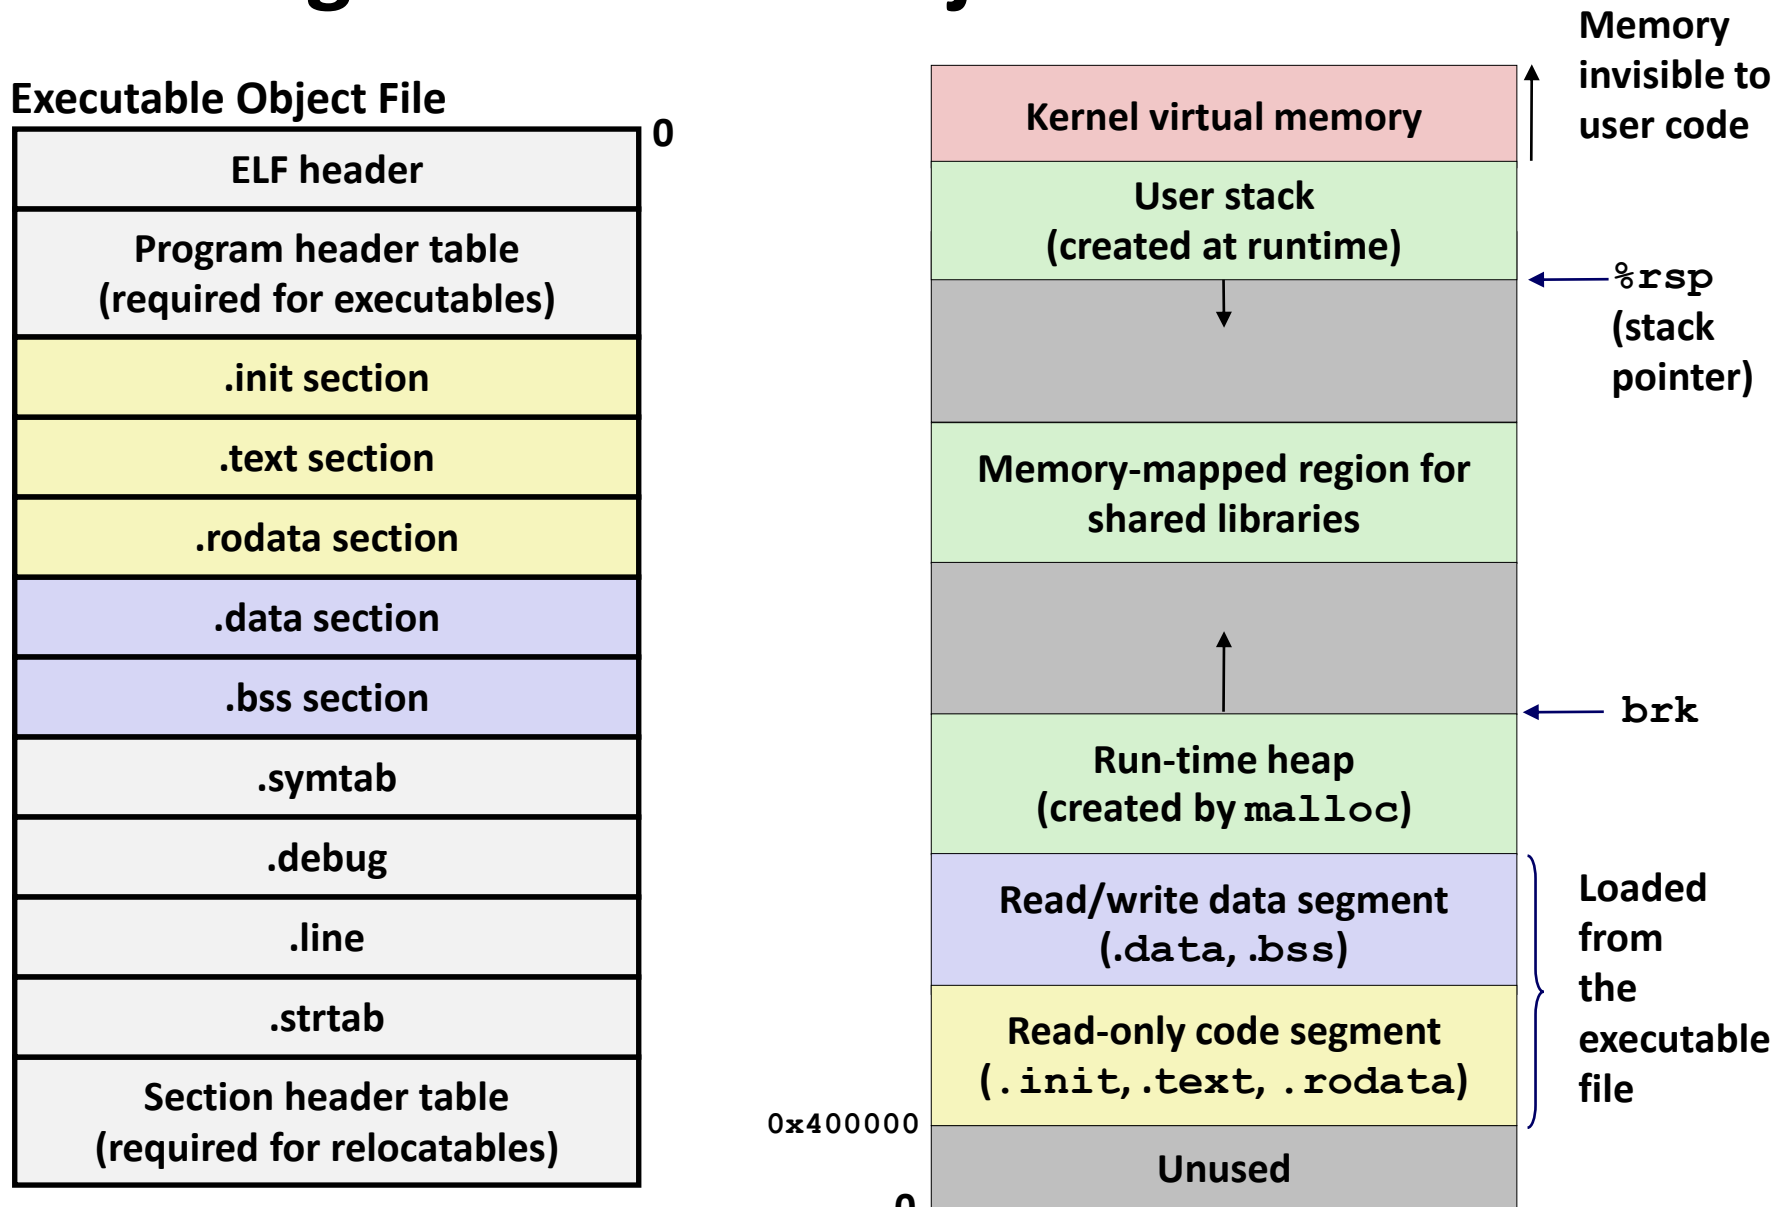 Executable Object File
0
ELF header
Program header table
(required for executables)
.init section
.text section
.rodata section
.data section
.bss section
.symtab
.debug
.line
.strtab
Section header table
(required for relocatables)
Memory
invisible to
user code
Kernel virtual memory
User stack
(created at runtime)
%rsp
(stack
pointer)
Memory-mapped region for
shared libraries
brk
Run-time heap
(created by malloc)
Read/write data segment
(.data, .bss)
Loaded
from
the
executable
file
Read-only code segment
(.init, .text, .rodata)
0x400000
Unused
0